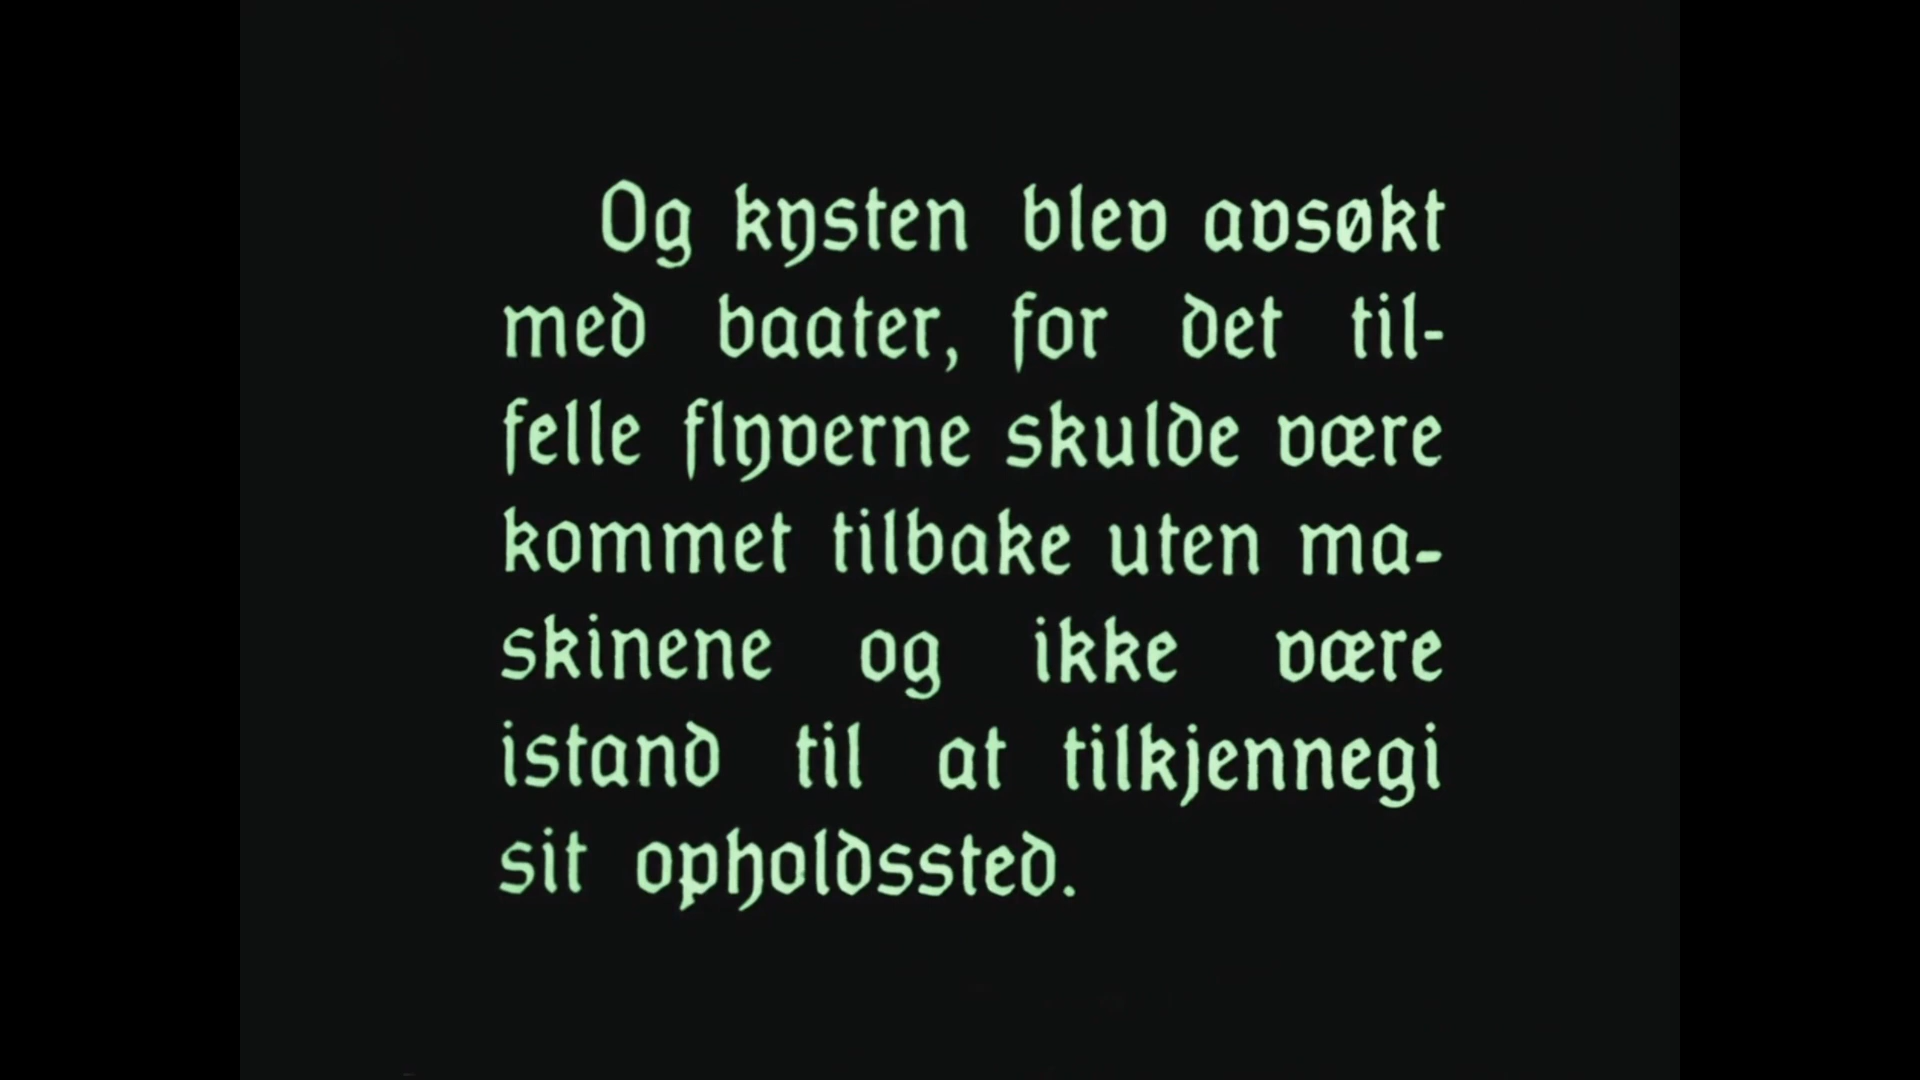 Og kysten blev avsøkt
med baater, for det til-
felle flyverne skulde være
kommet tilbake uten ma-
skinene og ikke være
istand til at tilkjennegi
sit opholdssted.